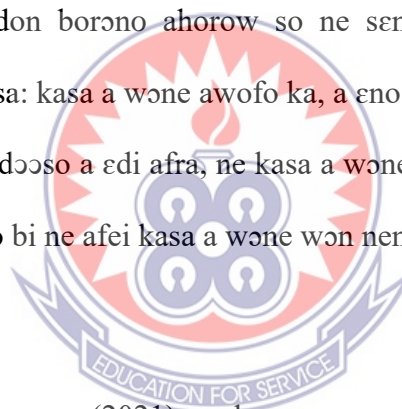 don borɔno ahorow so ne sɛn
sa: kasa a wɔne awofo ka, a ɛno
dɔɔso a ɛdi afra, ne kasa a wɔne
bi ne afei kasa a wɔne wɔn nen
EDUCATION FOR SERVICE
(2021)